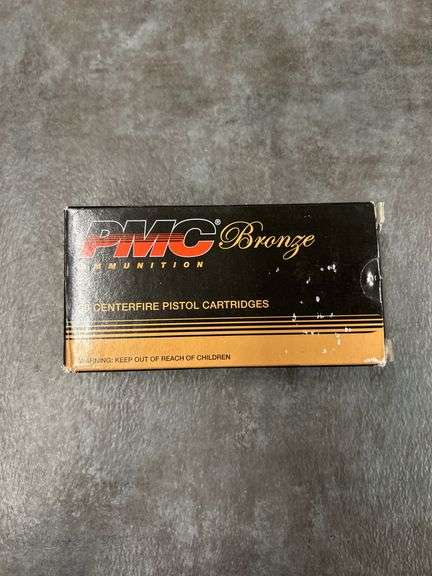 PMC® Bronze
AMMUNITION
CENTERFIRE PISTOL CARTRIDGES
WARNING: KEEP OUT OF REACH OF CHILDREN